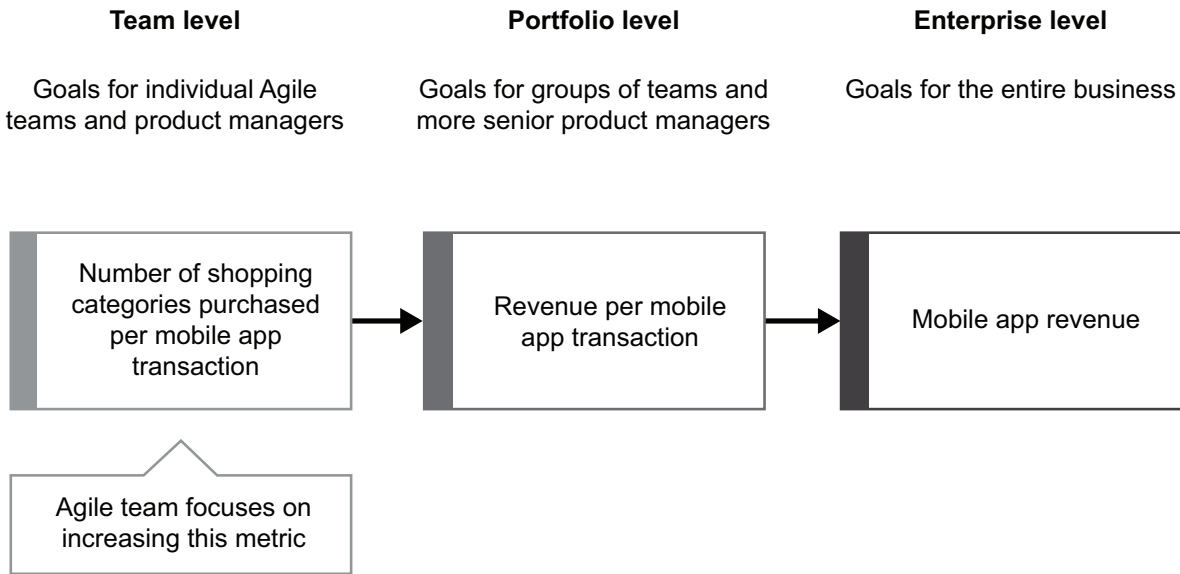 Team level
Portfolio level
Enterprise level
Goals for individual Agile
teams and product managers
Goals for groups of teams and
more senior product managers
Goals for the entire business
Number of shopping
categories purchased
per mobile app
transaction
Revenue per mobile
app transaction
Mobile app revenue
Agile team focuses on
increasing this metric